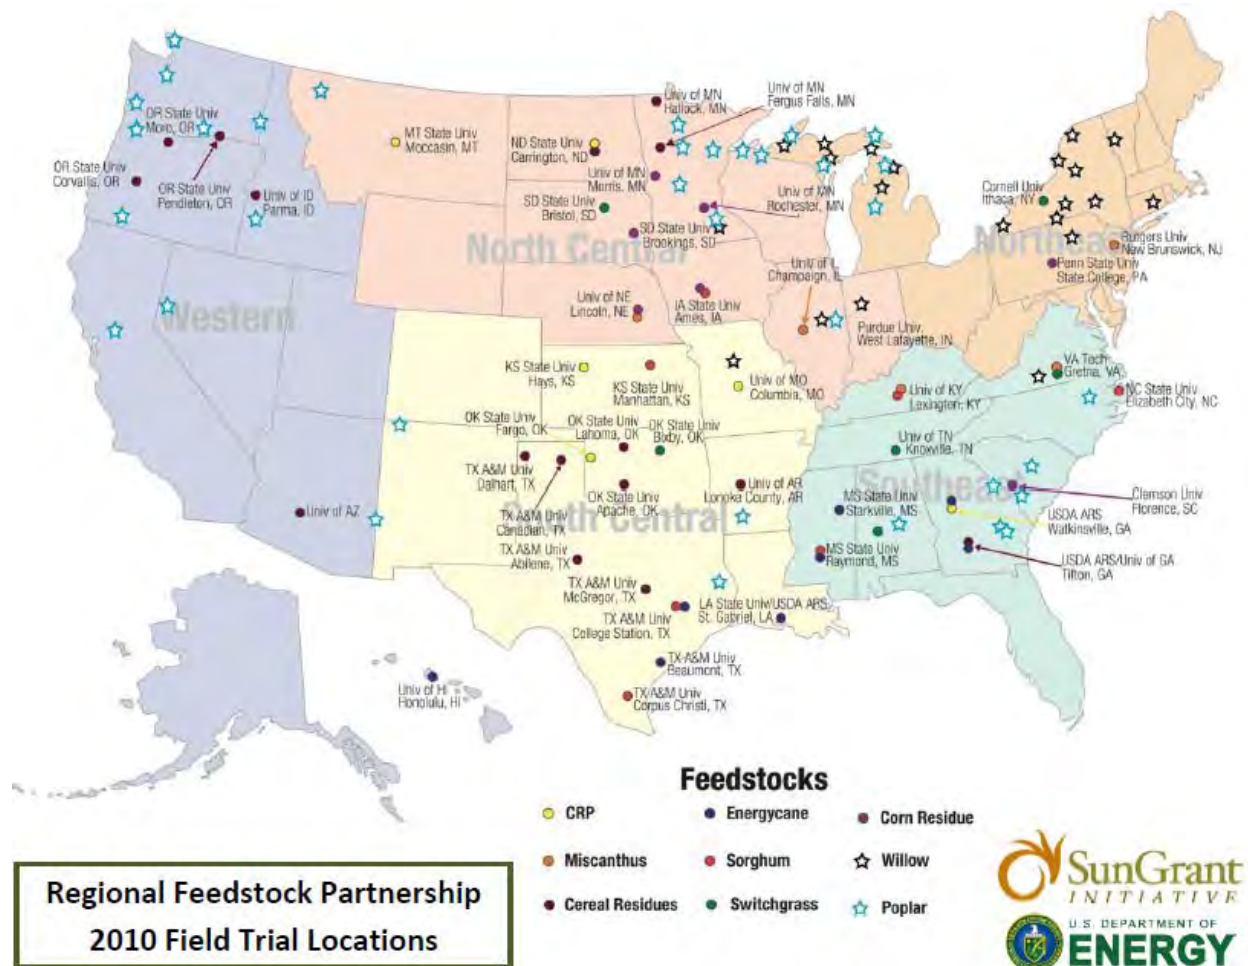 Univ of MN
Hallock, MN
Univ of MN
Fergus Falls, MN
OR State Univ
Moro, OR
MT State Univ
Moccasin, MT
ND State Univ
Carrington, ND
OR State Univ
Corvallis, OR
OR State Univ
Pendleton, OR
Univ of ID
Parma, ID
Univ of MN
Morris, MN
SD State Univ
Bristol, SD
Univ of MN
Rochester, MN
SD State Univ
Brookings, SD
Cornell Univ
Ithaca, NY
North Central
Northeast
Rutgers Univ
New Brunswick, NJ
Penn State Univ
State College, PA
Univ of IL
Champaign, IL
Univ of NE
Lincoln, NE
IA State Univ
Ames, IA
Western
Purdue Univ.
West Lafayette, IN
KS State Univ
Hays, KS
KS State Univ
Manhattan, KS
Univ of MO
Columbia, MO
Univ of KY
Lexington, KY
VA Tech
Gretna, VA
NC State Univ
Elizabeth City, NC
OK State Univ
Fargo, OK
OK State Univ
Lahoma, OK
OK State Univ
Bixby, OK
Univ of TN
Knoxville, TN
TX A&M Univ
Dalhart, TX
OK State Univ
Apache, OK
Univ of AR
Lonoke County, AR
Southeast
MS State Univ
Starkville, MS
Clemson Univ
Florence, SC
Univ of AZ
TX A&M Univ
Canadian, TX
South Central
USDA ARS
Watkinsville, GA
TX A&M Univ
Abilene, TX
MS State Univ
Raymond, MS
USDA ARS/Univ of GA
Tifton, GA
TX A&M Univ
McGregor, TX
TX A&M Univ
College Station, TX
LA State Univ/USDA ARS
St. Gabriel, LA
TX A&M Univ
Beaumont, TX
Univ of HI
Honolulu, HI
TX A&M Univ
Corpus Christi, TX
Feedstocks
CRP
Energycane
Corn Residue
Miscanthus
Sorghum
Willow
Cereal Residues
Switchgrass
Poplar
Regional Feedstock Partnership
2010 Field Trial Locations
SunGrant
INITIATIVE
U.S. DEPARTMENT OF
ENERGY